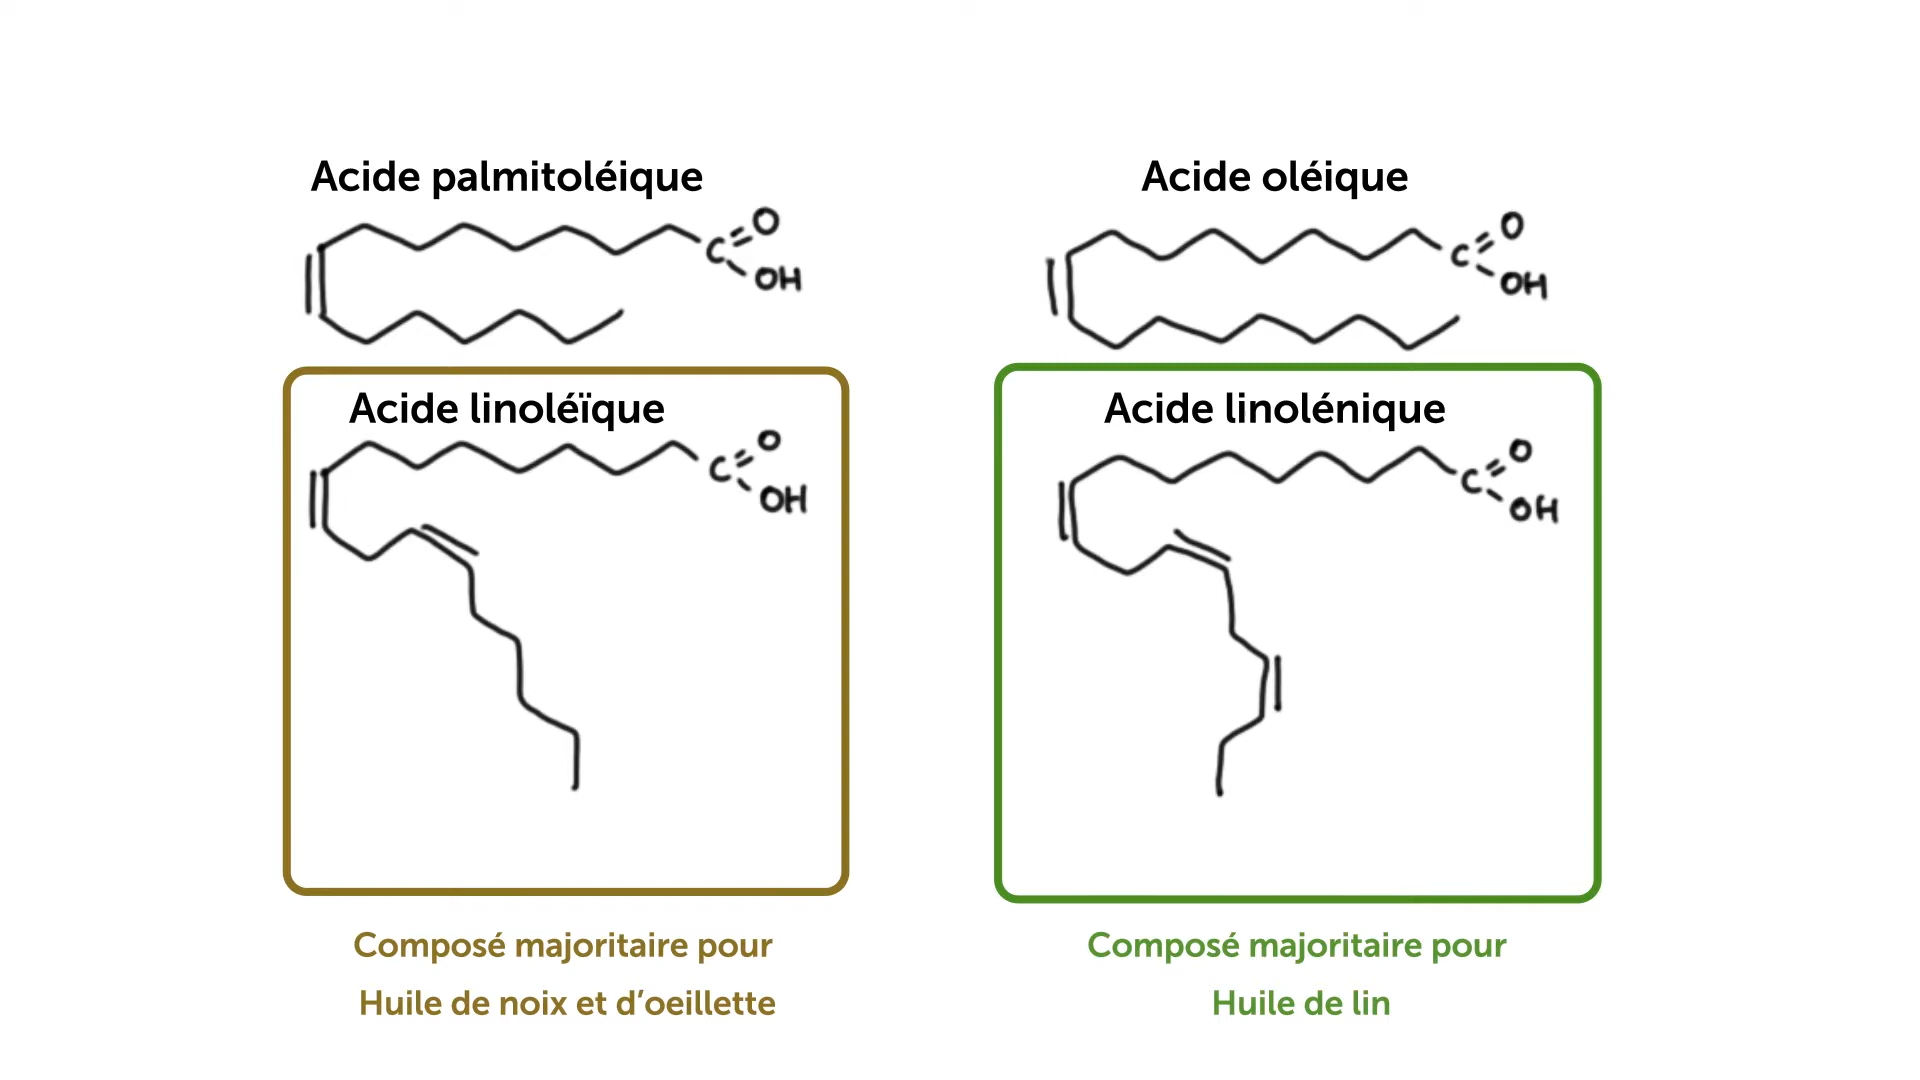 Acide palmitoléique
O
C
OH
Acide oléique
O
C
OH
Acide linoléïque
O
C
OH
Acide linolénique
O
C
OH
Composé majoritaire pour
Huile de noix et d’oeillette
Composé majoritaire pour
Huile de lin